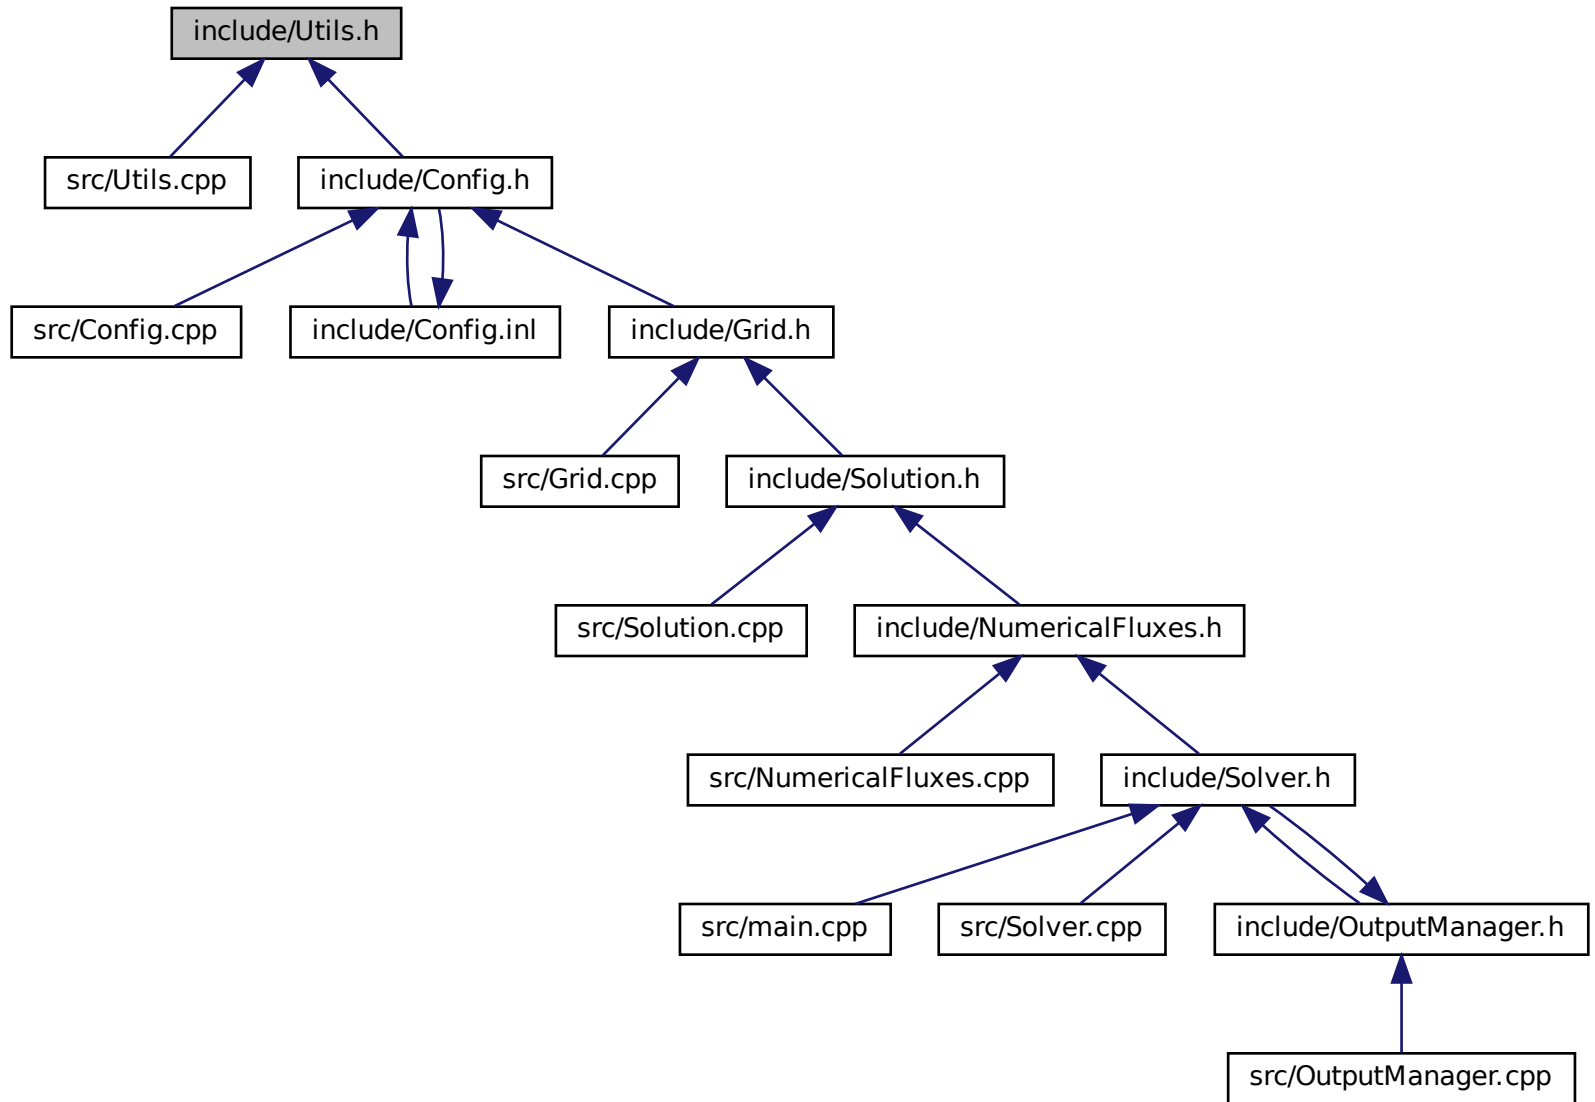 include/Utils.h
src/Utils.cpp
include/Config.h
src/Config.cpp
include/Config.inl
include/Grid.h
src/Grid.cpp
include/Solution.h
src/Solution.cpp
include/NumericalFluxes.h
src/NumericalFluxes.cpp
include/Solver.h
src/main.cpp
src/Solver.cpp
include/OutputManager.h
src/OutputManager.cpp